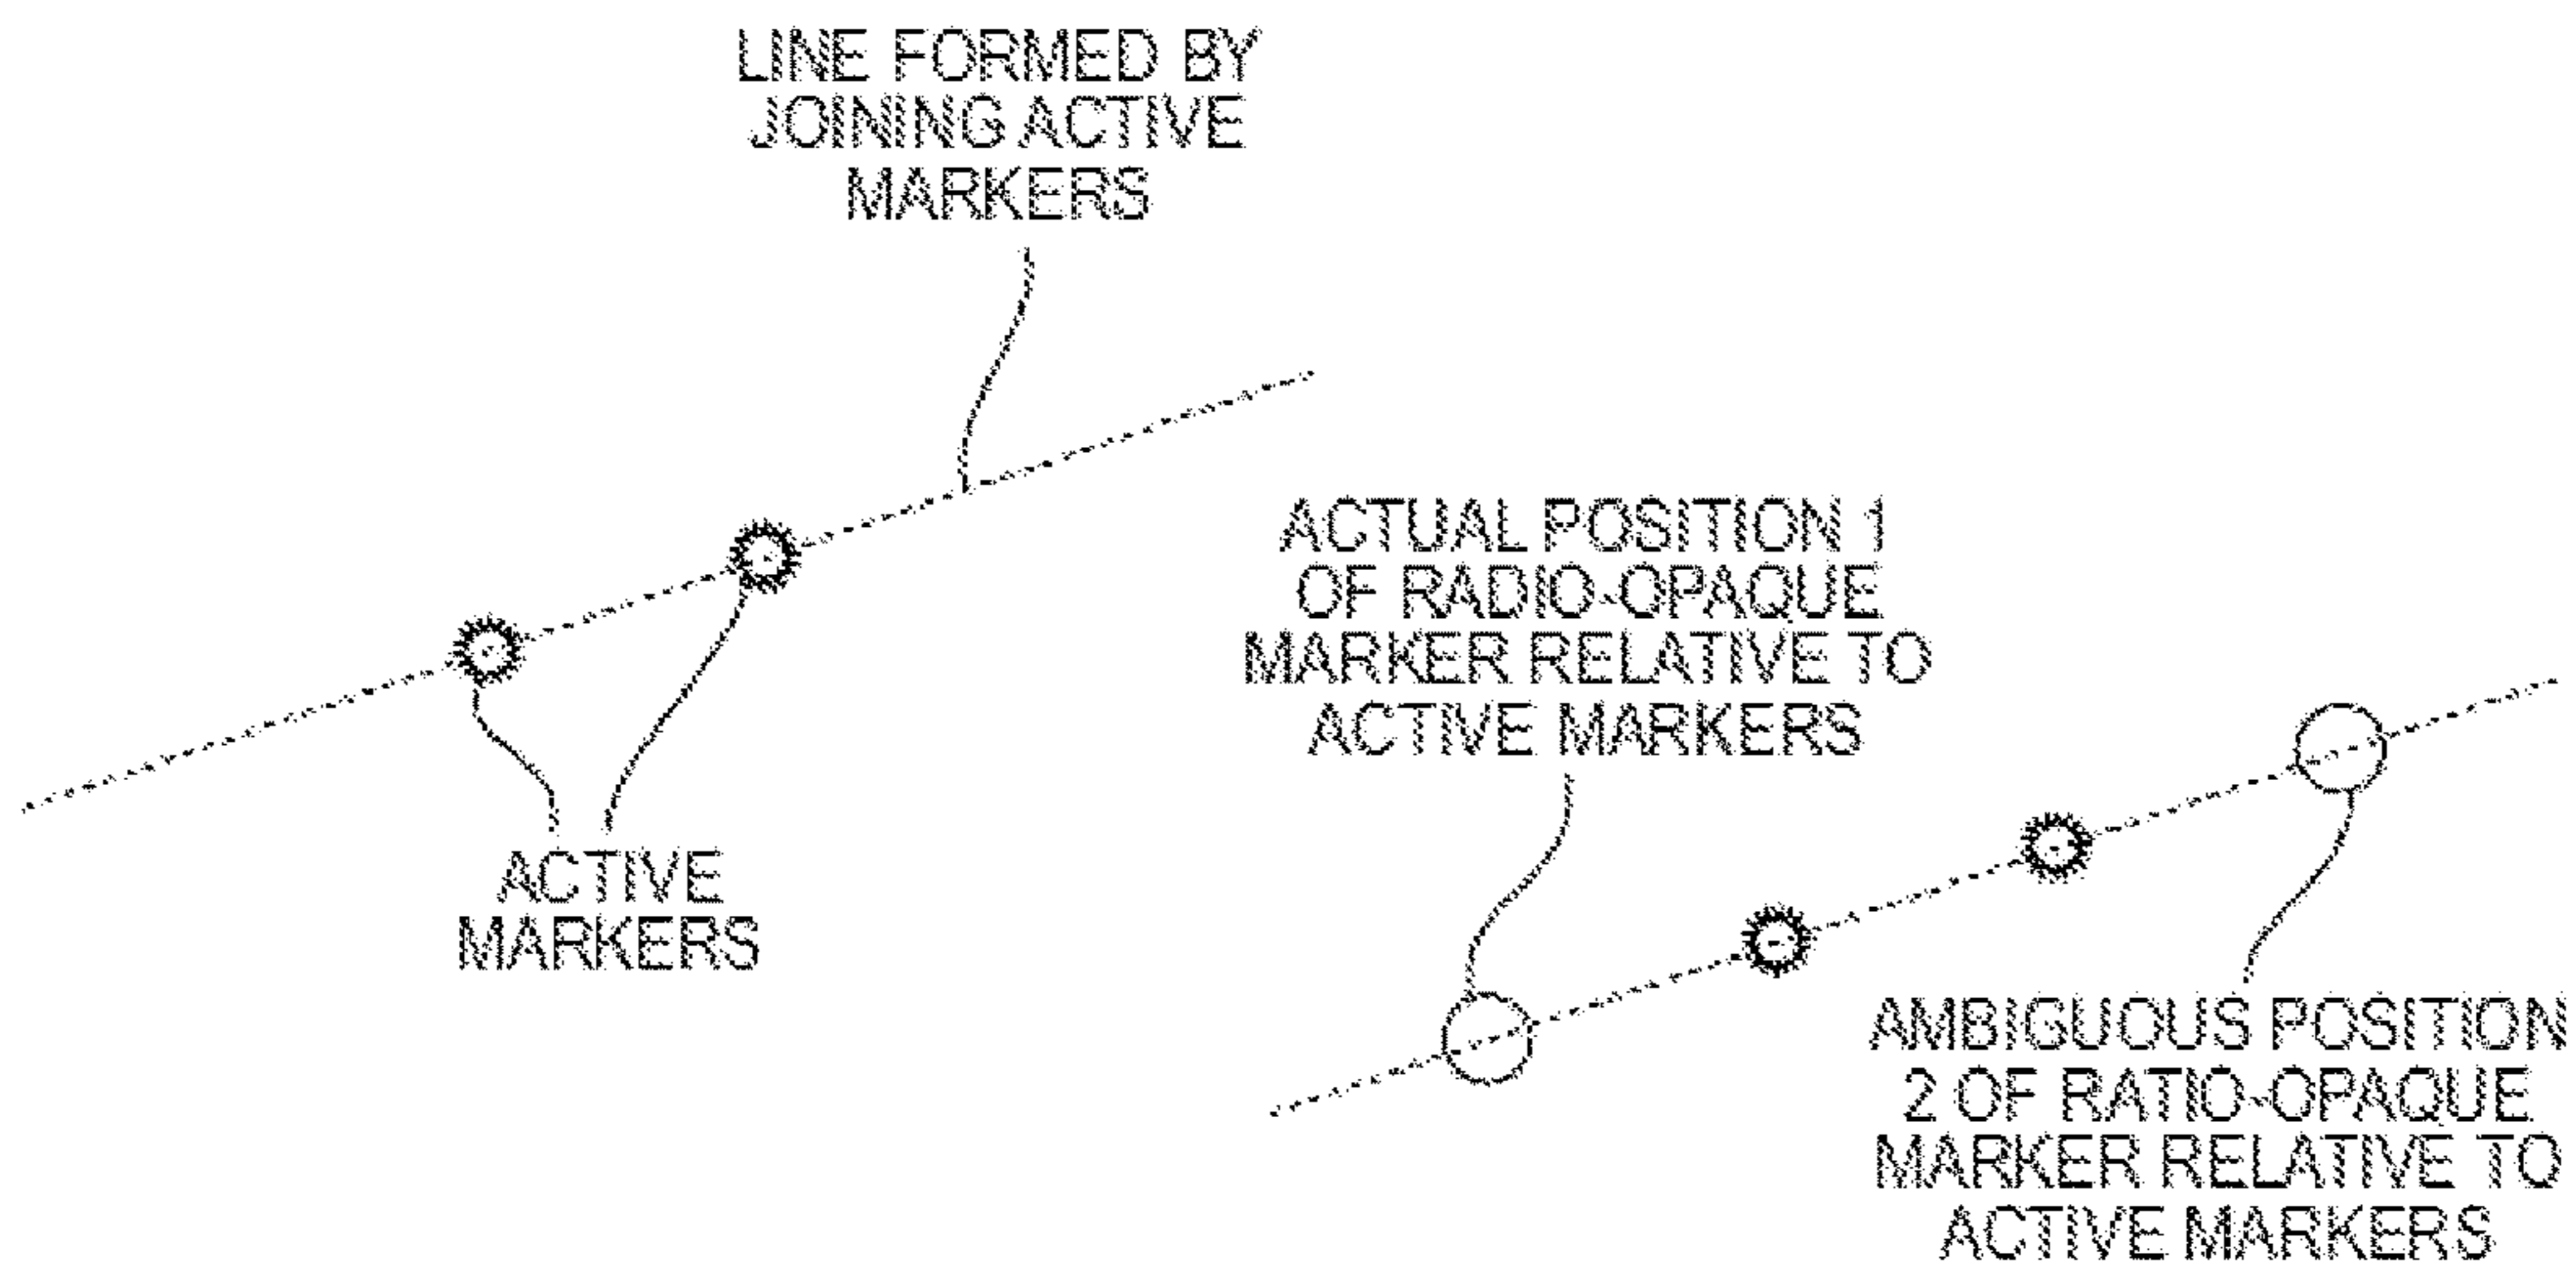 LINE FORMED BY
JOINING ACTIVE
MARKERS
ACTIVE
MARKERS
ACTUAL POSITION 1
OF RADIO-OPAQUE
MARKER RELATIVE TO
ACTIVE MARKERS
AMBIGUOUS POSITION
2 OF RATIO-OPAQUE
MARKER RELATIVE TO
ACTIVE MARKERS